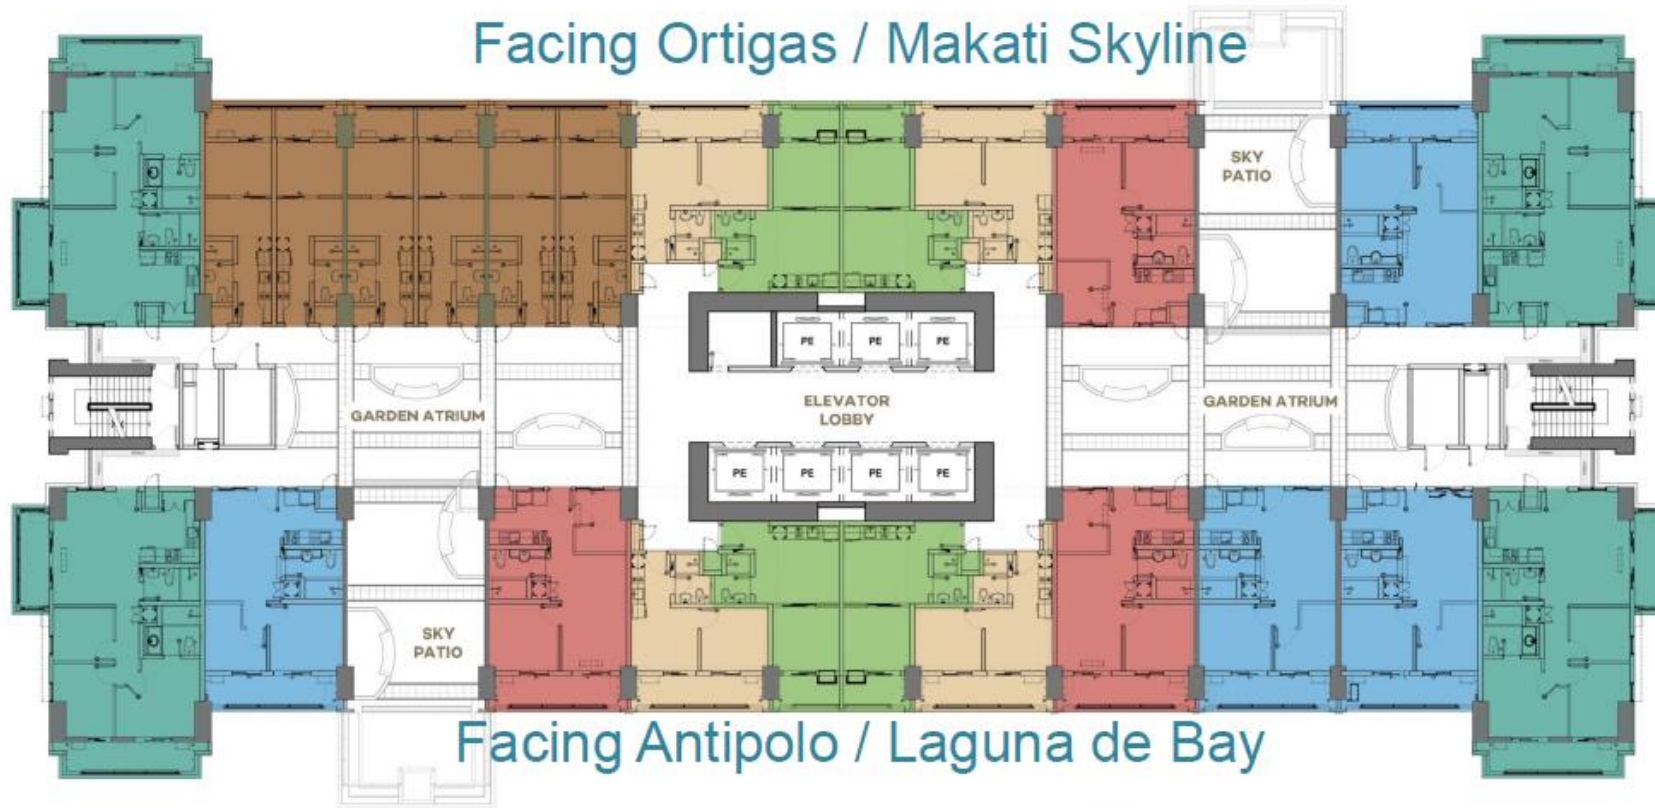 Facing Ortigas / Makati Skyline
SKY
PATIO
PE PE PE
GARDEN ATRIUM
ELEVATOR
LOBBY
GARDEN ATRIUM
PE PE PE PE
SKY
PATIO
Facing Antipolo / Laguna de Bay